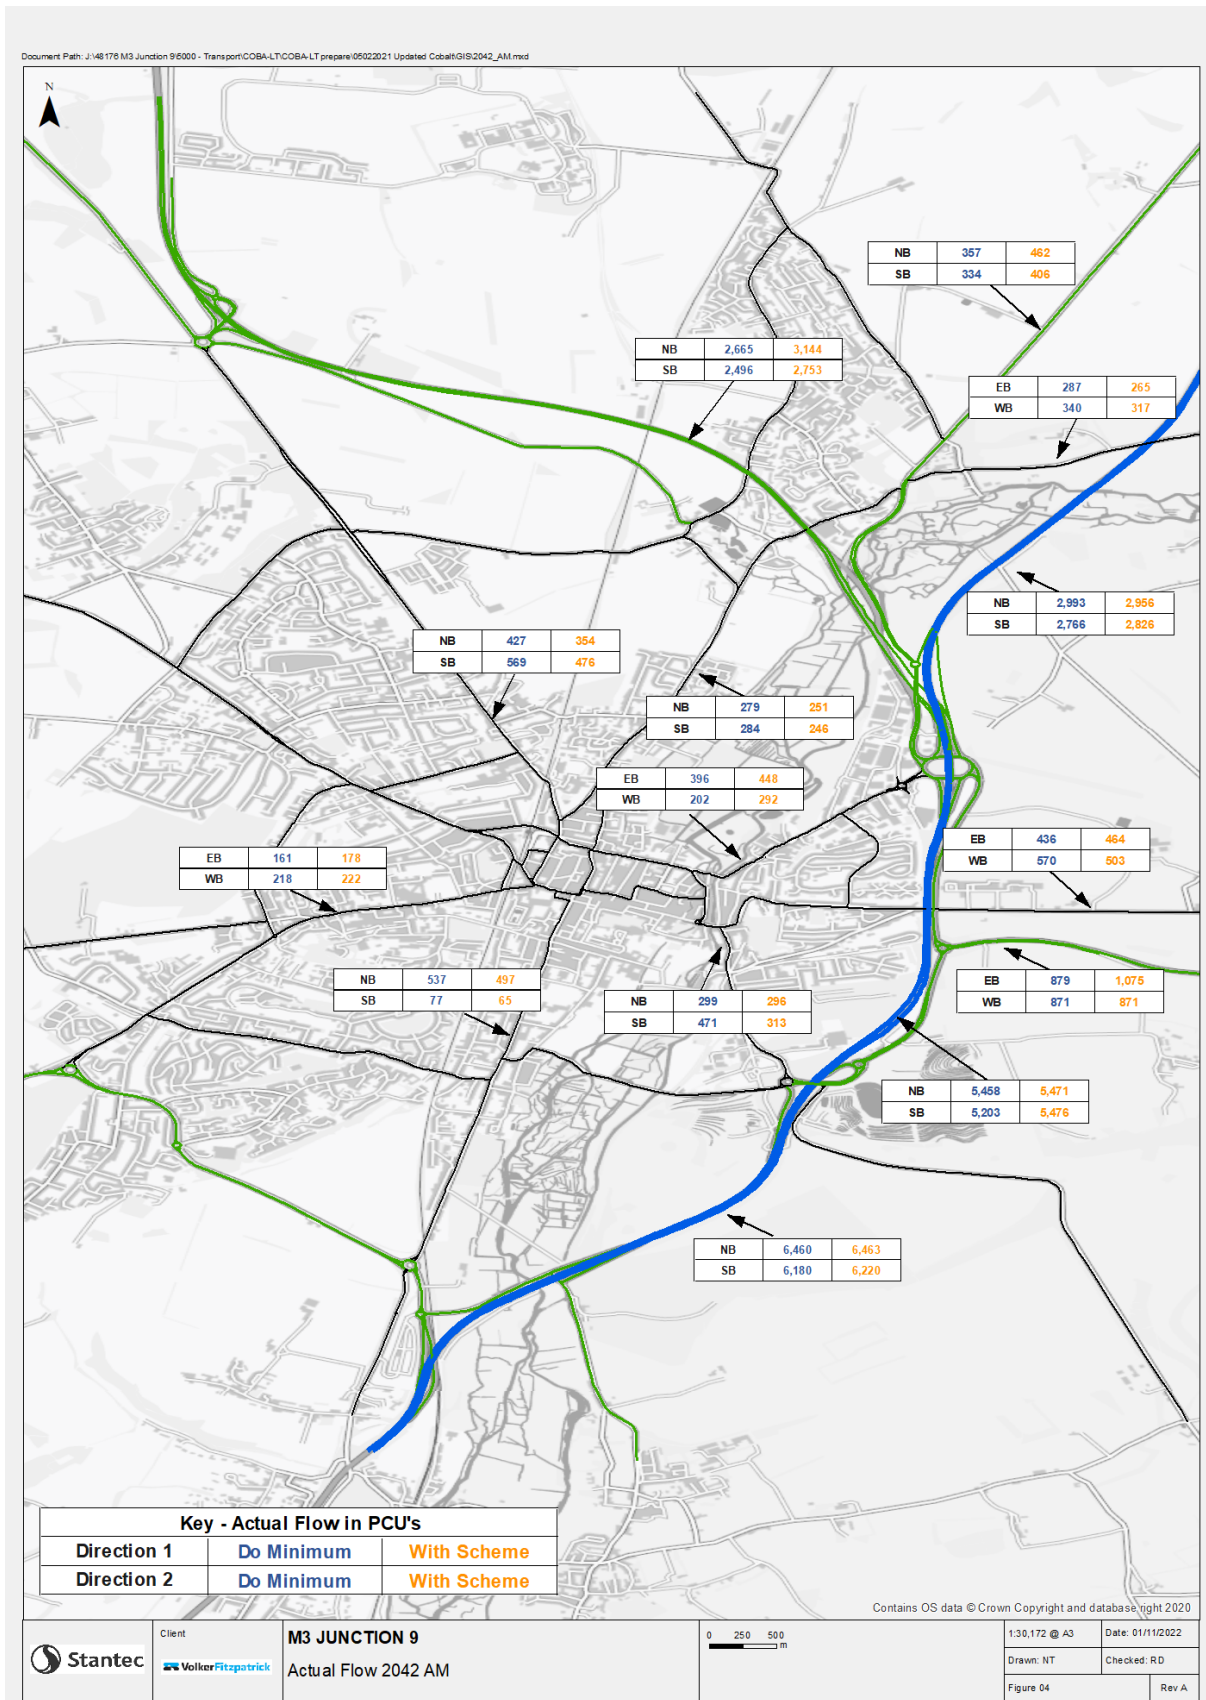 Document Path: J:\48176 M3 Junction 9\5000 - Transport\COBA-LT\COBA-LT prepare\05022021 Updated Cobalt\GIS\2042_AM.mxd
N
NB 357 462
SB 334 406
NB 2,665 3,144
SB 2,496 2,753
EB 287 265
WB 340 317
NB 2,993 2,956
SB 2,766 2,826
NB 427 354
SB 569 476
NB 279 251
SB 284 246
EB 396 448
WB 202 292
EB 436 464
WB 570 503
EB 161 178
WB 218 222
NB 537 497
SB 77 65
NB 299 296
SB 471 313
EB 879 1,075
WB 871 871
NB 5,458 5,471
SB 5,203 5,476
NB 6,460 6,463
SB 6,180 6,220
Key - Actual Flow in PCU's
Direction 1 Do Minimum With Scheme
Direction 2 Do Minimum With Scheme
Contains OS data © Crown Copyright and database right 2020
Stantec
Client
VolkerFitzpatrick
M3 JUNCTION 9
Actual Flow 2042 AM
0 250 500
m
1:30,172 @ A3 Date: 01/11/2022
Drawn: NT Checked: RD
Figure 04 Rev A